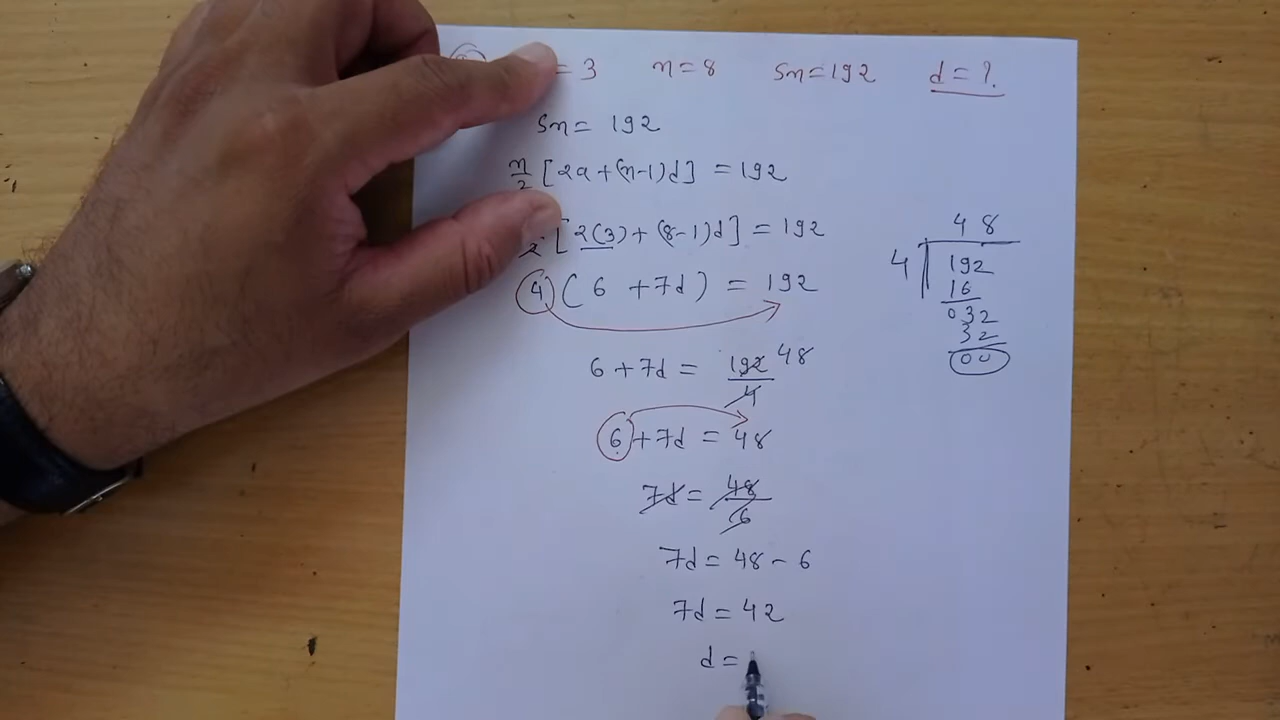 = 3 n=8 Sn=192 d=?
Sn= 192
n/2 [2a+(n-1)d] =192
2 [2(3)+(8-1)d] =192
4 ( 6 +7d ) = 192
6 +7d = 192/4 48
6 +7d = 48
7d = 48/6
7d = 48 - 6
7d = 42
d =
48
4 192
16
032
32
00